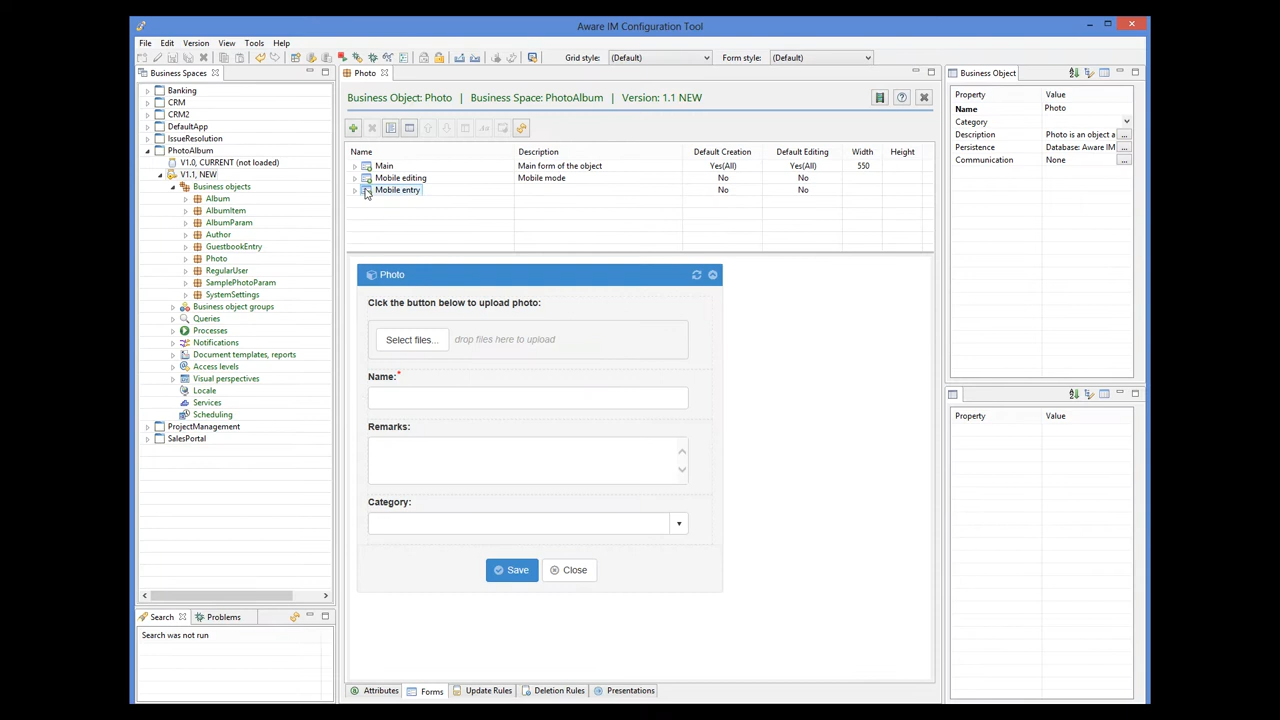 Aware IM Configuration Tool
File Edit Version View Tools Help
Grid style: (Default) Form style: (Default)
Business Spaces
Banking
CRM
CRM2
DefaultApp
IssueResolution
PhotoAlbum
V1.0, CURRENT (not loaded)
V1.1, NEW
Business objects
Album
AlbumItem
AlbumParam
Author
GuestbookEntry
Photo
RegularUser
SamplePhotoParam
SystemSettings
Business object groups
Queries
Processes
Notifications
Document templates, reports
Access levels
Visual perspectives
Locale
Services
Scheduling
ProjectManagement
SalesPortal
Search Problems
Search was not run
Photo
Business Object: Photo | Business Space: PhotoAlbum | Version: 1.1 NEW
Name Description Default Creation Default Editing Width Height
Main Main form of the object Yes(All) Yes(All) 550
Mobile editing Mobile mode No No
Mobile entry No No
Photo
Click the button below to upload photo:
Select files... drop files here to upload
Name:*
Remarks:
Category:
Save Close
Attributes Forms Update Rules Deletion Rules Presentations
Business Object
Property Value
Name Photo
Category
Description Photo is an object a ...
Persistence Database: Aware IM ...
Communication None ...
Property Value